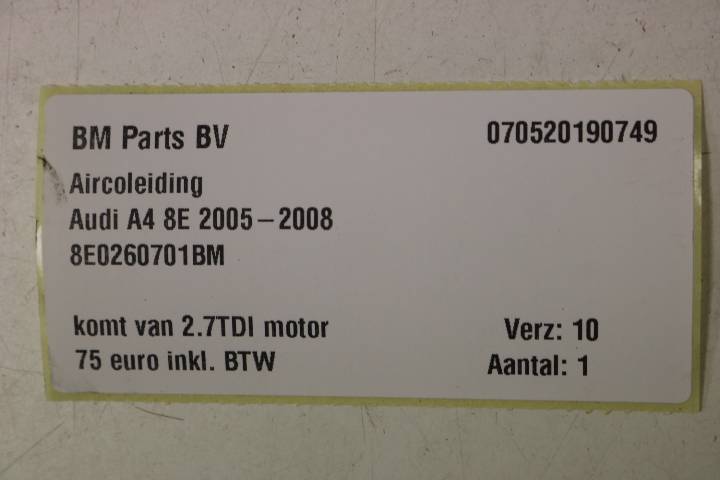 BM Parts BV 070520190749
Aircoleiding
Audi A4 8E 2005-2008
8E0260701BM
komt van 2.7TDI motor Verz: 10
75 euro inkl. BTW Aantal: 1